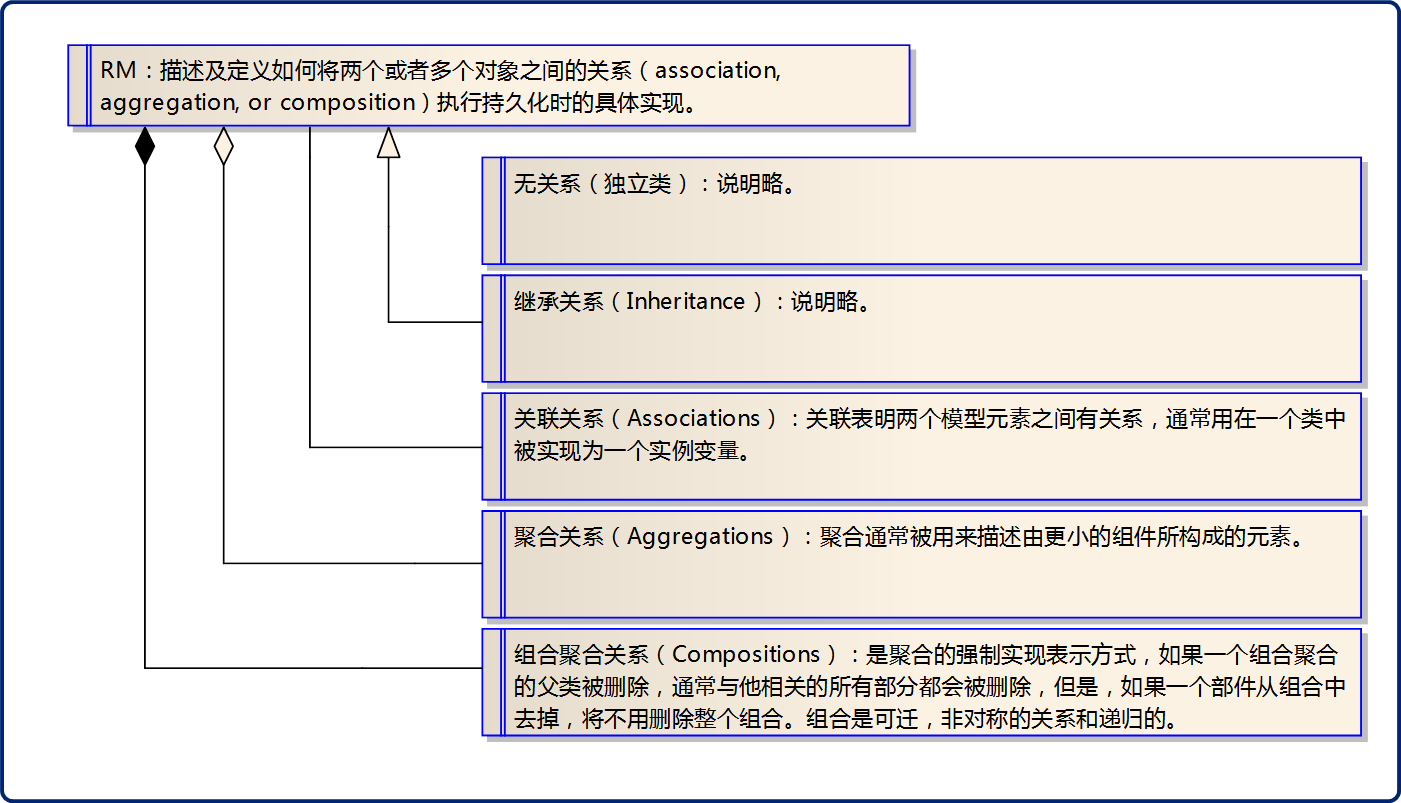 RM：描述及定义如何将两个或者多个对象之间的关系（association,
aggregation, or composition）执行持久化时的具体实现。
无关系（独立类）：说明略。
继承关系（Inheritance ）：说明略。
关联关系（Associations）：关联表明两个模型元素之间有关系，通常用在一个类中
被实现为一个实例变量。
聚合关系（Aggregations）：聚合通常被用来描述由更小的组件所构成的元素。
组合聚合关系（Compositions）：是聚合的强制实现表示方式，如果一个组合聚合
的父类被删除，通常与他相关的所有部分都会被删除，但是，如果一个部件从组合中
去掉，将不用删除整个组合。组合是可迁，非对称的关系和递归的。